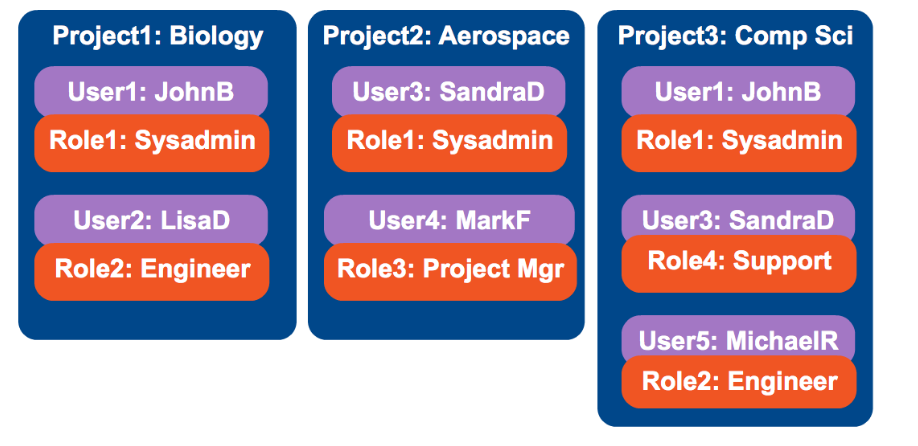 Project1: Biology
User1: JohnB
Role1: Sysadmin
User2: LisaD
Role2: Engineer
Project2: Aerospace
User3: SandraD
Role1: Sysadmin
User4: MarkF
Role3: Project Mgr
Project3: Comp Sci
User1: JohnB
Role1: Sysadmin
User3: SandraD
Role4: Support
User5: MichaelR
Role2: Engineer